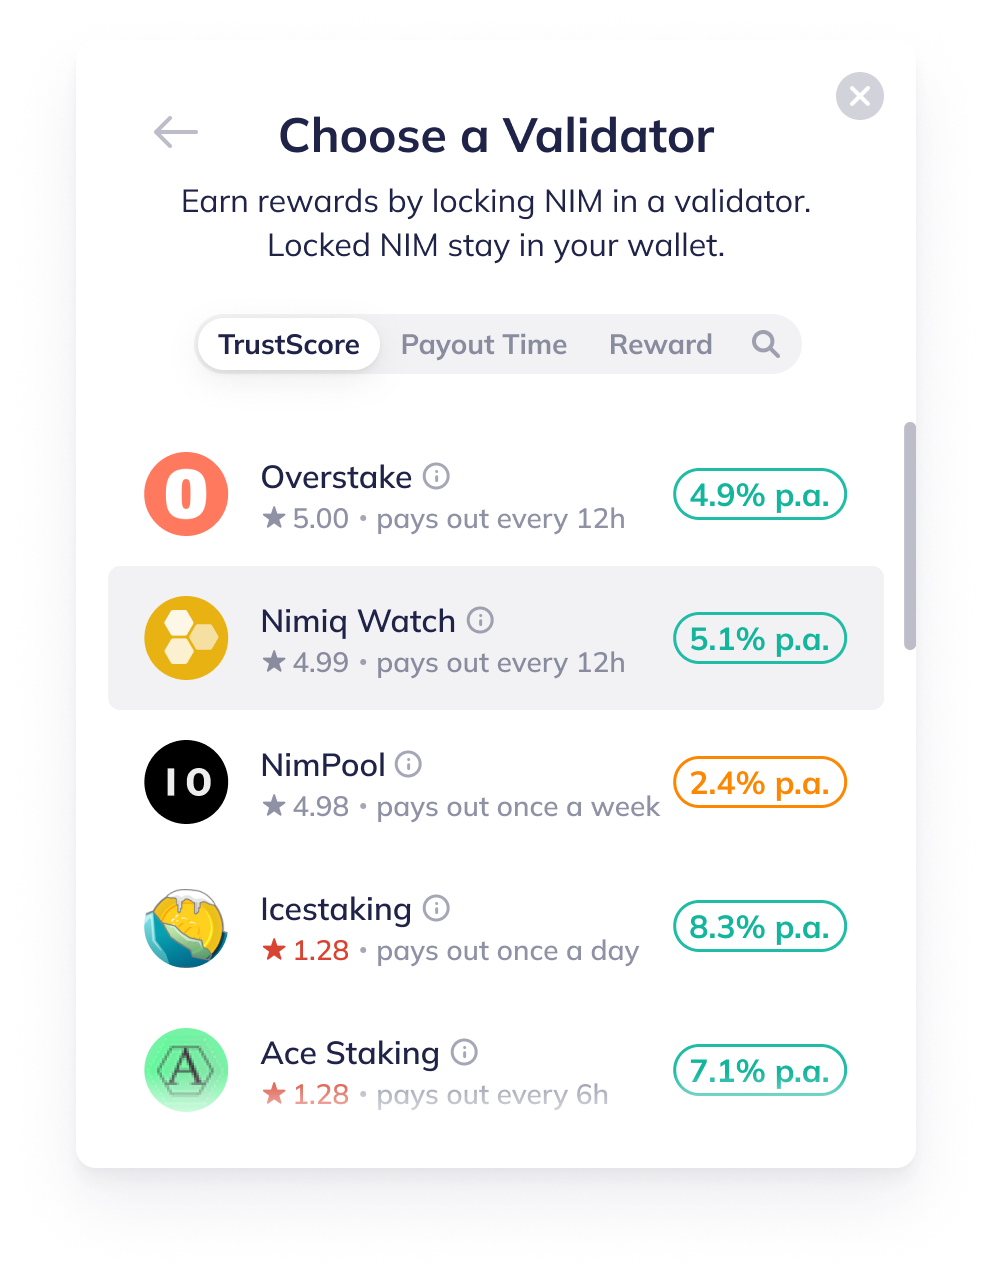 Choose a Validator
Earn rewards by locking NIM in a validator.
Locked NIM stay in your wallet.
TrustScore Payout Time Reward
O
Overstake
4.9% p.a.
★ 5.00 • pays out every 12h
Nimiq Watch
5.1% p.a.
★ 4.99 • pays out every 12h
IO
NimPool
2.4% p.a.
★ 4.98 • pays out once a week
Icestaking
8.3% p.a.
★ 1.28 • pays out once a day
A
Ace Staking
7.1% p.a.
★ 1.28 • pays out every 6h